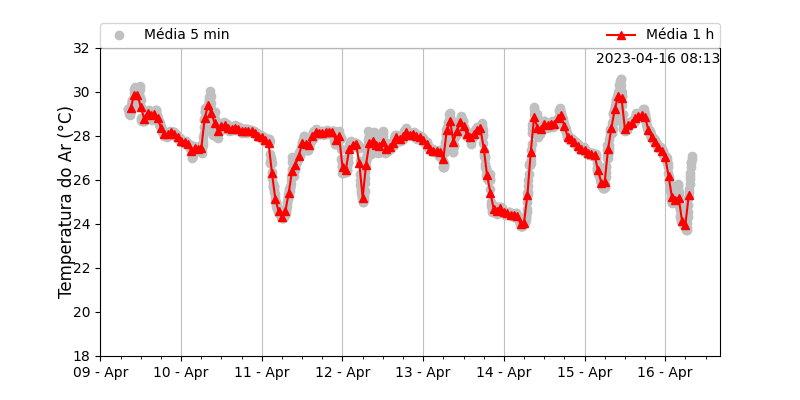 Média 5 min
Média 1 h
2023-04-16 08:13
Temperatura do Ar (°C)
32
30
28
26
24
22
20
18
09 - Apr
10 - Apr
11 - Apr
12 - Apr
13 - Apr
14 - Apr
15 - Apr
16 - Apr